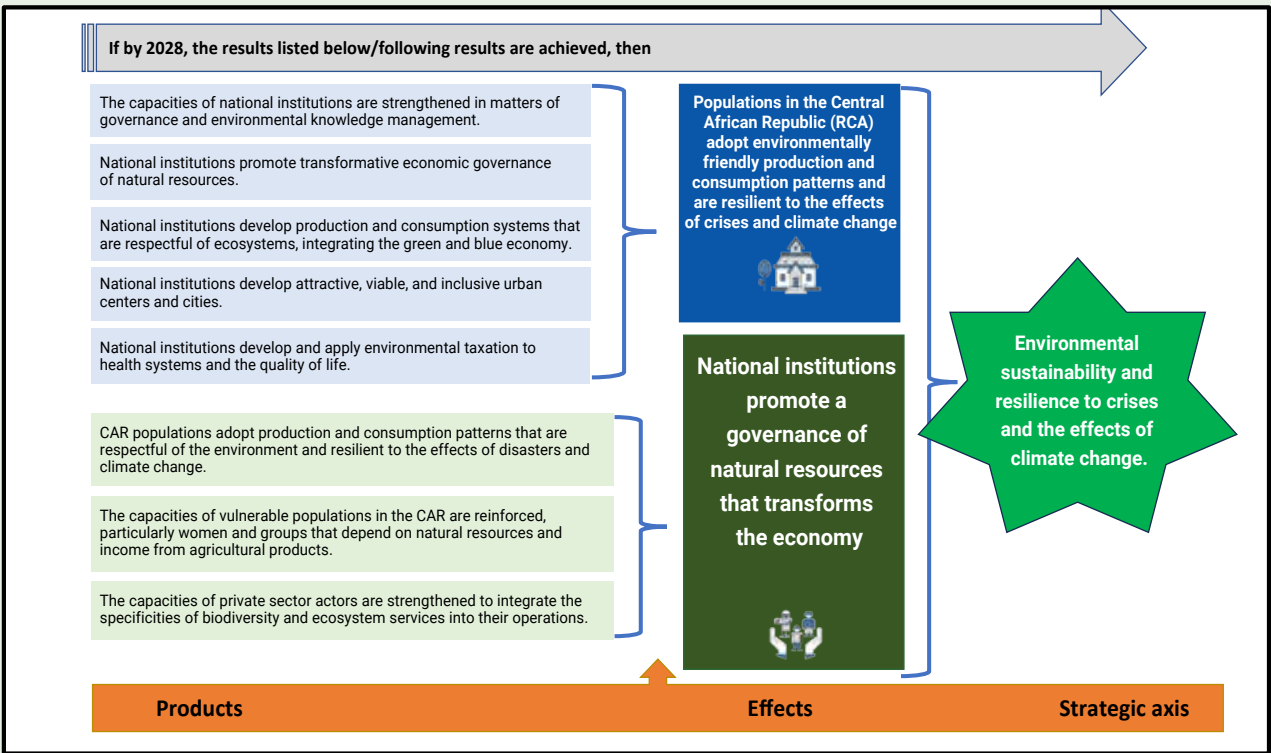 If by 2028, the results listed below/following results are achieved, then
The capacities of national institutions are strengthened in matters of
governance and environmental knowledge management.
National institutions promote transformative economic governance
of natural resources.
National institutions develop production and consumption systems that
are respectful of ecosystems, integrating the green and blue economy.
National institutions develop attractive, viable, and inclusive urban
centers and cities.
National institutions develop and apply environmental taxation to
health systems and the quality of life.
CAR populations adopt production and consumption patterns that are
respectful of the environment and resilient to the effects of disasters and
climate change.
The capacities of vulnerable populations in the CAR are reinforced,
particularly women and groups that depend on natural resources and
income from agricultural products.
The capacities of private sector actors are strengthened to integrate the
specificities of biodiversity and ecosystem services into their operations.
Populations in the Central
African Republic (RCA)
adopt environmentally
friendly production and
consumption patterns and
are resilient to the effects
of crises and climate change
National institutions
promote a
governance of
natural resources
that transforms
the economy
Environmental
sustainability and
resilience to crises
and the effects of
climate change.
Products
Effects
Strategic axis